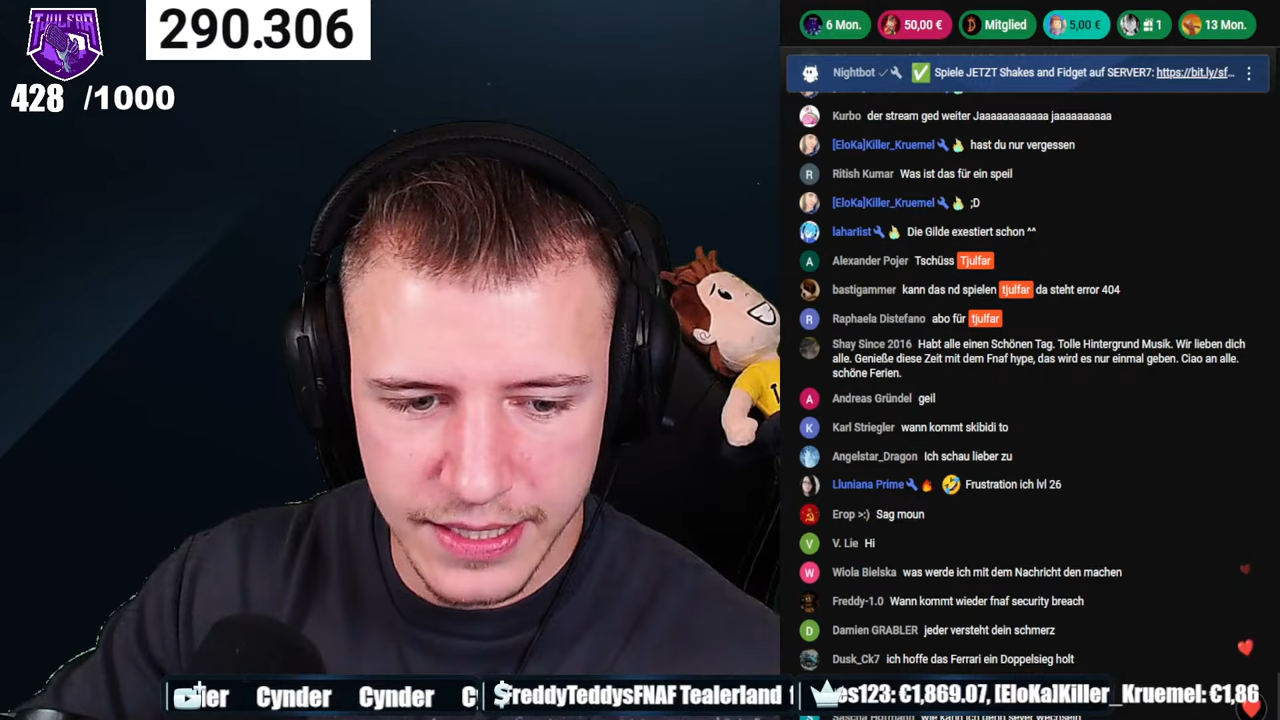 TJULFAR
290.306
428 /1000
6 Mon.
50,00 €
Mitglied
5,00 €
1
13 Mon.
Nightbot ✅ Spiele JETZT Shakes and Fidget auf SERVER7: https://bit.ly/sf...
Kurbo der stream ged weiter Jaaaaaaaaaaaa jaaaaaaaaaa
[EloKa]Killer_Kruemel hast du nur vergessen
Ritish Kumar Was ist das für ein speil
[EloKa]Killer_Kruemel ;D
laharlist Die Gilde exestiert schon ^^
Alexander Pojer Tschüss Tjulfar
bastigammer kann das nd spielen tjulfar da steht error 404
Raphaela Distefano abo für tjulfar
Shay Since 2016 Habt alle einen Schönen Tag. Tolle Hintergrund Musik. Wir lieben dich
alle. Genieße diese Zeit mit dem Fnaf hype, das wird es nur einmal geben. Ciao an alle.
schöne Ferien.
Andreas Gründel geil
Karl Striegler wann kommt skibidi to
Angelstar_Dragon Ich schau lieber zu
Lluniana Prime 🤣 Frustration ich lvl 26
Erop >:) Sag moun
V. Lie Hi
Wiola Bielska was werde ich mit dem Nachricht den machen
Freddy-1.0 Wann kommt wieder fnaf security breach
Damien GRABLER jeder versteht dein schmerz
Dusk_Ck7 ich hoffe das Ferrari ein Doppelsieg holt
Cynder Cynder
FreddyTeddysFNAF Tealerland
es123: €1,869.07, [EloKa]Killer_Kruemel: €1,86